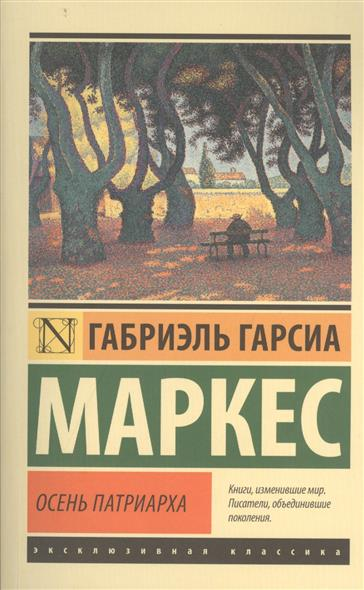 N
ГАБРИЭЛЬ ГАРСИА
МАРКЕС
ОСЕНЬ ПАТРИАРХА
Книги, изменившие мир.
Писатели, объединившие
поколения.
эксклюзивная классика